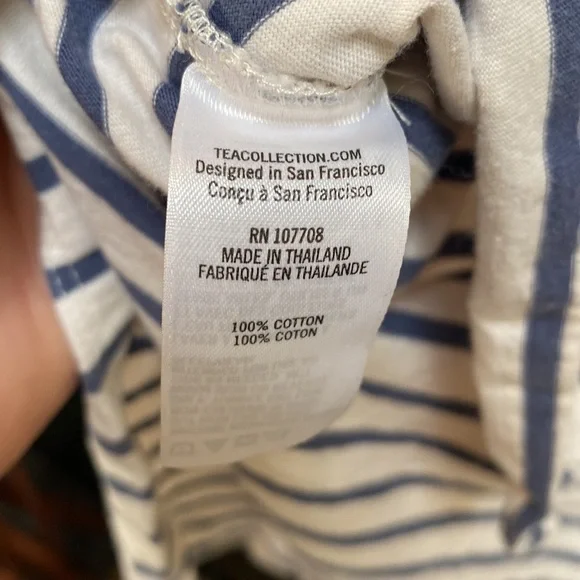 TEACOLLECTION.COM
Designed in San Francisco
Conçu à San Francisco
RN 107708
MADE IN THAILAND
FABRIQUÉ EN THAILANDE
100% COTTON
100% COTON